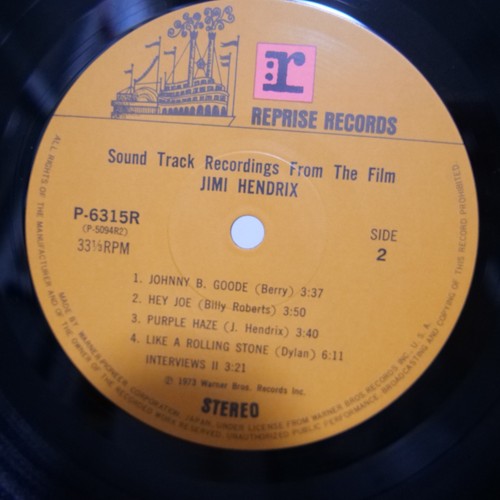 r
REPRISE RECORDS
Sound Track Recordings From The Film
JIMI HENDRIX
P-6315R
(P-5094R2)
33⅓RPM
SIDE
2
1. JOHNNY B. GOODE (Berry) 3:37
2. HEY JOE (Billy Roberts) 3:50
3. PURPLE HAZE (J. Hendrix) 3:40
4. LIKE A ROLLING STONE (Dylan) 6:11
INTERVIEWS II 3:21
Ⓟ 1973 Warner Bros. Records Inc.
STEREO
ALL RIGHTS OF THE MANUFACTURER AND OF THE OWNER OF THE RECORDED WORK RESERVED. UNAUTHORIZED PUBLIC PERFORMANCE, BROADCASTING AND COPYING OF THIS RECORD PROHIBITED.
MADE BY WARNER-PIONEER CORPORATION, JAPAN, UNDER LICENSE FROM WARNER BROS. RECORDS INC., U.S.A.